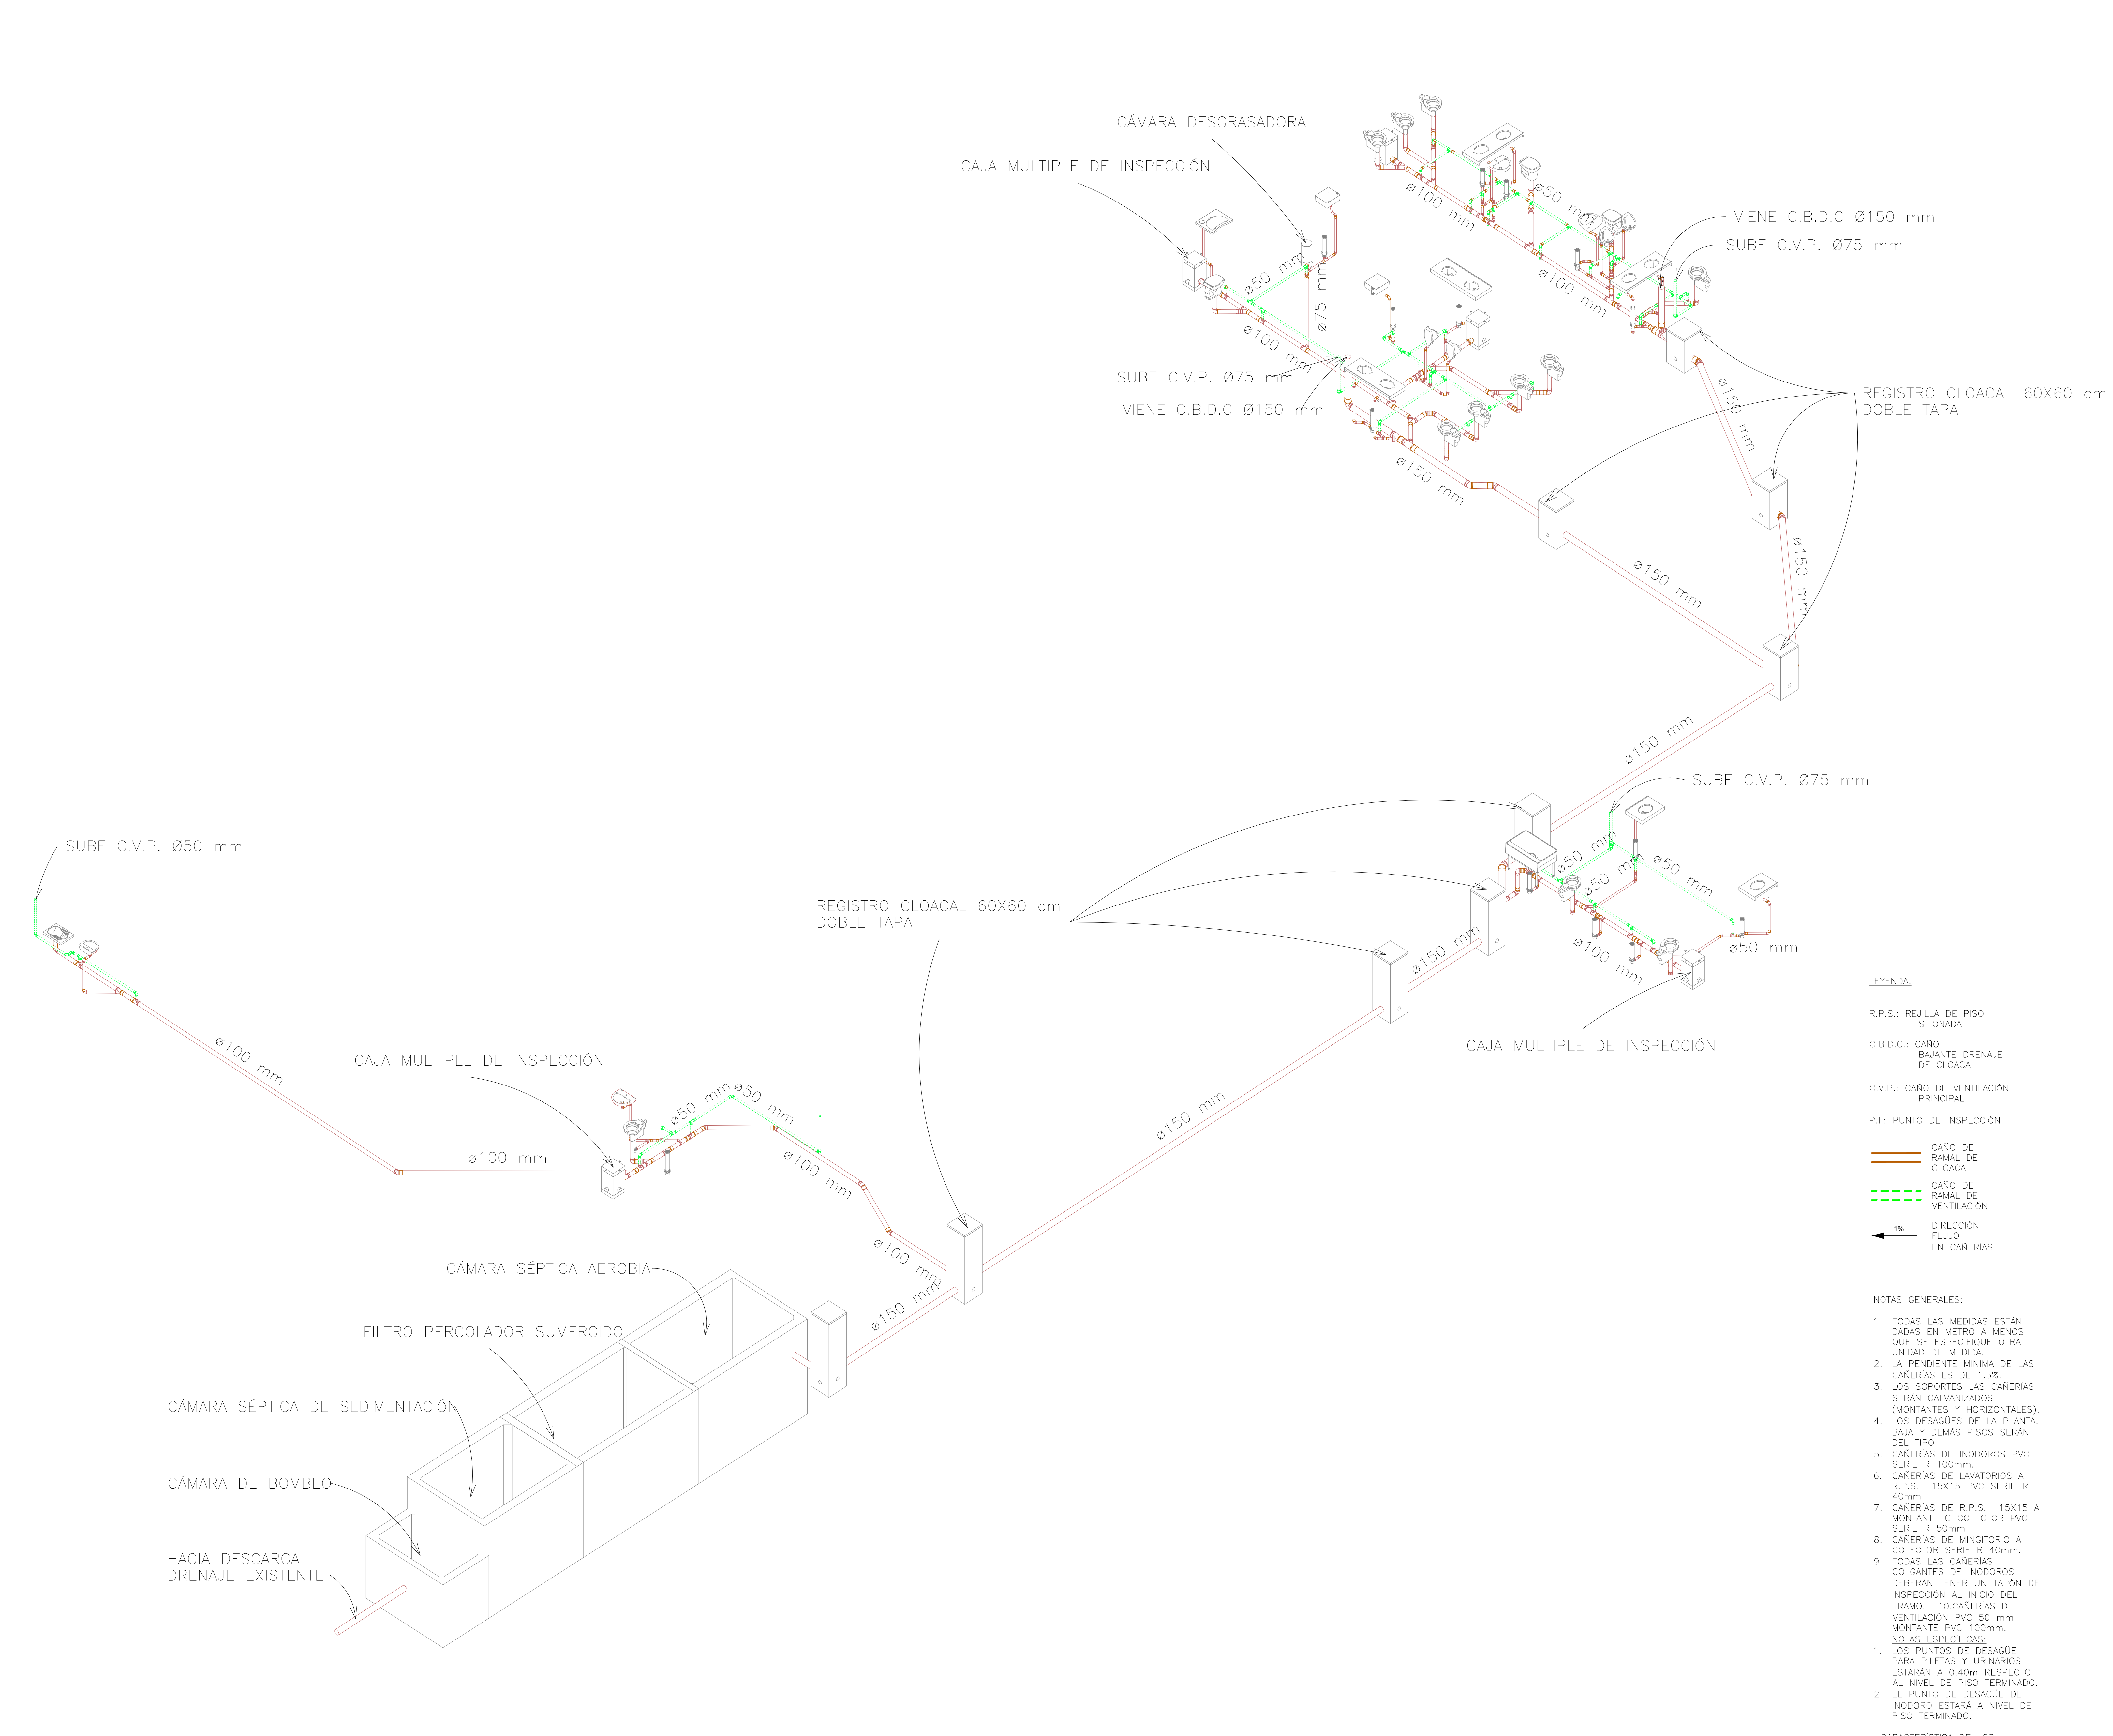 CÁMARA DESGRASADORA
CAJA MULTIPLE DE INSPECCIÓN
ø100 mm
ø50 mm
VIENE C.B.D.C Ø150 mm
SUBE C.V.P. Ø75 mm
ø100 mm
ø50 mm
ø75 mm
ø100 mm
SUBE C.V.P. Ø75 mm
VIENE C.B.D.C Ø150 mm
ø150 mm
REGISTRO CLOACAL 60X60 cm
DOBLE TAPA
ø150 mm
ø150 mm
ø150 mm
ø150 mm
SUBE C.V.P. Ø75 mm
ø50 mm
ø50 mm
ø50 mm
ø50 mm
ø100 mm
CAJA MULTIPLE DE INSPECCIÓN
SUBE C.V.P. Ø50 mm
REGISTRO CLOACAL 60X60 cm
DOBLE TAPA
ø150 mm
ø150 mm
ø100 mm
CAJA MULTIPLE DE INSPECCIÓN
ø100 mm
ø50 mm
ø50 mm
ø100 mm
ø100 mm
ø150 mm
CÁMARA SÉPTICA AEROBIA
FILTRO PERCOLADOR SUMERGIDO
CÁMARA SÉPTICA DE SEDIMENTACIÓN
CÁMARA DE BOMBEO
HACIA DESCARGA
DRENAJE EXISTENTE
LEYENDA:
R.P.S.: REJILLA DE PISO
SIFONADA
C.B.D.C.: CAÑO
BAJANTE DRENAJE
DE CLOACA
C.V.P.: CAÑO DE VENTILACIÓN
PRINCIPAL
P.I.: PUNTO DE INSPECCIÓN
CAÑO DE
RAMAL DE
CLOACA
CAÑO DE
RAMAL DE
VENTILACIÓN
1%
DIRECCIÓN
FLUJO
EN CAÑERÍAS
NOTAS GENERALES:
1. TODAS LAS MEDIDAS ESTÁN
DADAS EN METRO A MENOS
QUE SE ESPECIFIQUE OTRA
UNIDAD DE MEDIDA.
2. LA PENDIENTE MÍNIMA DE LAS
CAÑERÍAS ES DE 1.5%.
3. LOS SOPORTES LAS CAÑERÍAS
SERÁN GALVANIZADOS
(MONTANTES Y HORIZONTALES).
4. LOS DESAGÜES DE LA PLANTA.
BAJA Y DEMÁS PISOS SERÁN
DEL TIPO
5. CAÑERÍAS DE INODOROS PVC
SERIE R 100mm.
6. CAÑERÍAS DE LAVATORIOS A
R.P.S. 15X15 PVC SERIE R
40mm.
7. CAÑERÍAS DE R.P.S. 15X15 A
MONTANTE O COLECTOR PVC
SERIE R 50mm.
8. CAÑERÍAS DE MINGITORIO A
COLECTOR SERIE R 40mm.
9. TODAS LAS CAÑERÍAS
COLGANTES DE INODOROS
DEBERÁN TENER UN TAPÓN DE
INSPECCIÓN AL INICIO DEL
TRAMO. 10.CAÑERÍAS DE
VENTILACIÓN PVC 50 mm
MONTANTE PVC 100mm.
NOTAS ESPECÍFICAS:
1. LOS PUNTOS DE DESAGÜE
PARA PILETAS Y URINARIOS
ESTARÁN A 0.40m RESPECTO
AL NIVEL DE PISO TERMINADO.
2. EL PUNTO DE DESAGÜE DE
INODORO ESTARÁ A NIVEL DE
PISO TERMINADO.
CARACTERÍSTICA DE LOS